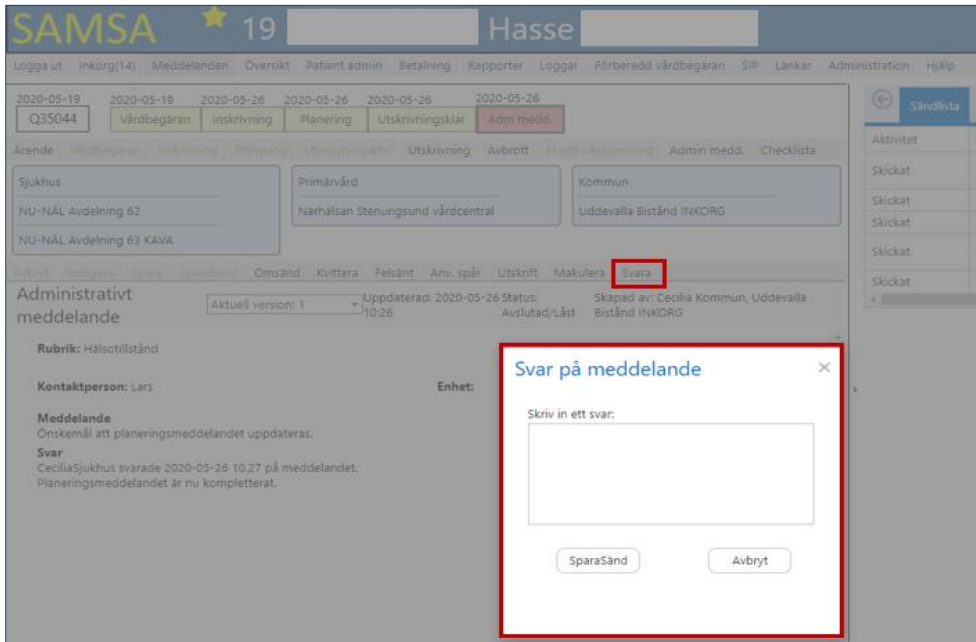 SAMSA 19 Hasse
Logga ut Inkorg(14) Meddelanden Översikt Patient admin Betalning Rapporter Loggar Förberedd vårdbegäran SIP Länkar Administration Hjälp
2020-05-19 2020-05-19 2020-05-26 2020-05-26 2020-05-26 2020-05-26
Q35044 Vårdbegäran Inskrivning Planering Utskrivningsklar Adm medd.
Ärende Vårdbegäran Inskrivning Planering Utskrivningsklar Utskrivning Avbrott Admin medd. Checklista
Sjukhus
NU-NÄL Avdelning 62
NU-NÄL Avdelning 63 KAVA
Primärvård
Närhälsan Stenungsund vårdcentral
Kommun
Uddevalla Bistånd INKORG
Avbryt Redigera Spara SparaSänd Omsänd Kvittera Felsänt Anv. spår Utskrift Makulera Svara
Administrativt
meddelande
Aktuell version: 1
Uppdaterad: 2020-05-26
10:26
Status:
Avslutad/Låst
Skapad av: Cecilia Kommun, Uddevalla
Bistånd INKORG
Rubrik: Hälsotillstånd
Kontaktperson: Lars Enhet:
Meddelande
Önskemål att planeringsmeddelandet uppdateras.
Svar
CeciliaSjukhus svarade 2020-05-26 10.27 på meddelandet.
Planeringsmeddelandet är nu kompletterat.
Svar på meddelande
Skriv in ett svar:
SparaSänd Avbryt
Sändlista
Aktivitet
Skickat
Skickat
Skickat
Skickat
Skickat